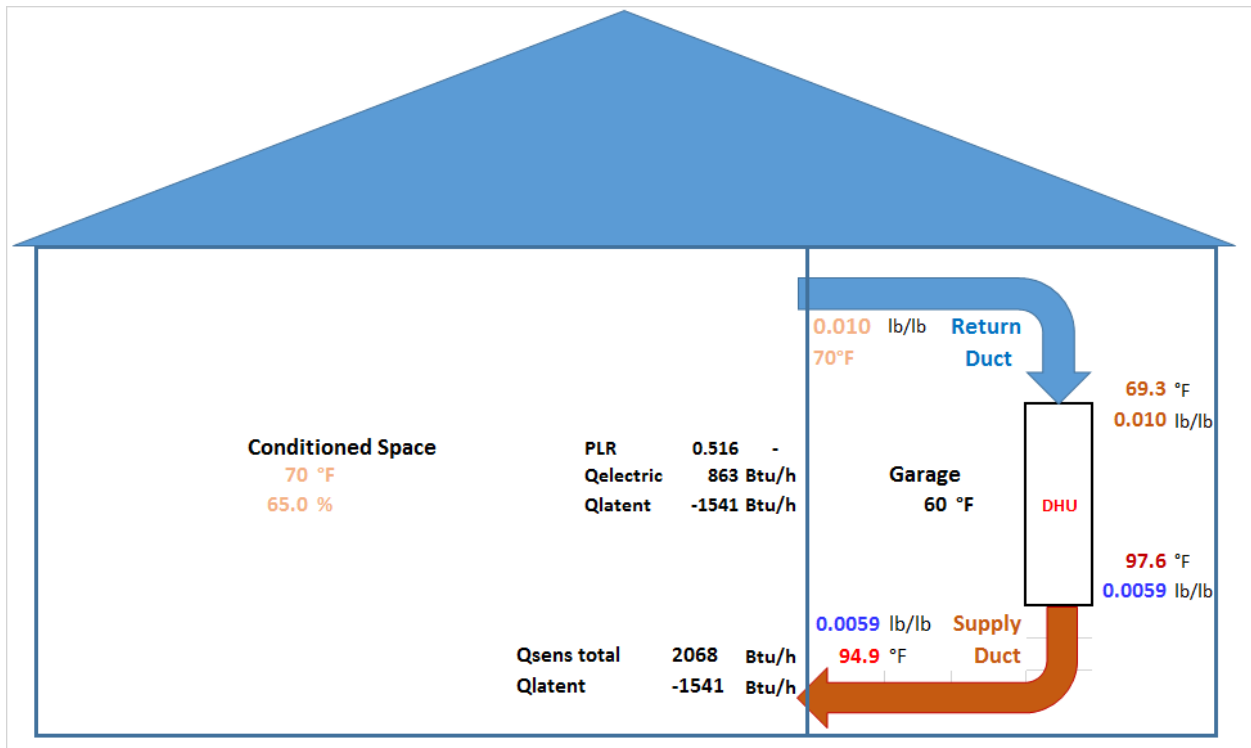 0.010 lb/lb Return
70°F Duct
69.3 °F
0.010 lb/lb
Conditioned Space
70 °F
65.0 %
PLR 0.516 -
Qelectric 863 Btu/h
Qlatent -1541 Btu/h
Garage
60 °F
DHU
97.6 °F
0.0059 lb/lb
0.0059 lb/lb Supply
94.9 °F Duct
Qsens total 2068 Btu/h
Qlatent -1541 Btu/h